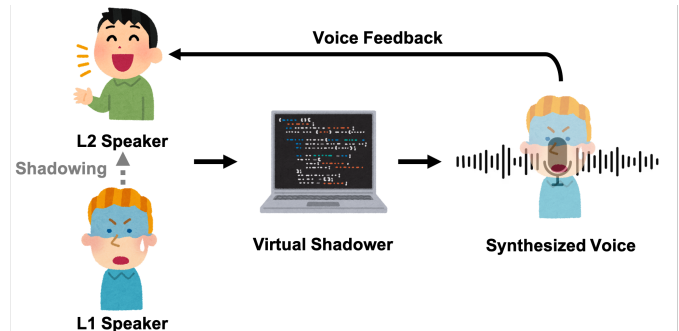 Voice Feedback
L2 Speaker
Shadowing
Virtual Shadower
Synthesized Voice
L1 Speaker